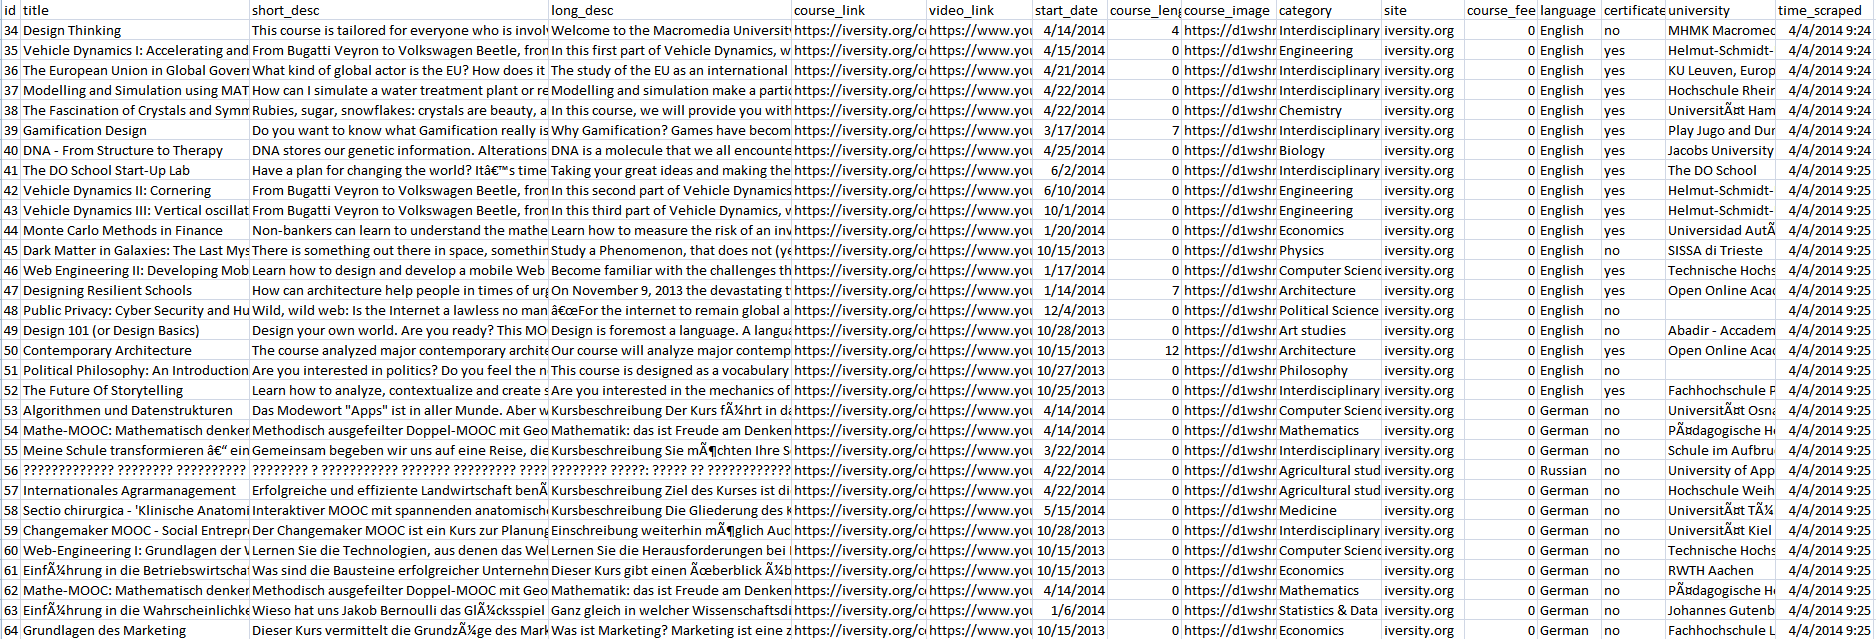 id title short_desc long_desc course_link video_link start_date course_leng course_image category site course_fee language certificate university time_scraped
34 Design Thinking This course is tailored for everyone who is invol Welcome to the Macromedia Universit https://iversity.org/c https://www.you 4/14/2014 4 https://d1wshr Interdisciplinary iversity.org 0 English no MHMK Macromec 4/4/2014 9:24
35 Vehicle Dynamics I: Accelerating and From Bugatti Veyron to Volkswagen Beetle, fron In this first part of Vehicle Dynamics, w https://iversity.org/c https://www.you 4/15/2014 0 https://d1wshr Engineering iversity.org 0 English yes Helmut-Schmidt- 4/4/2014 9:24
36 The European Union in Global Gover What kind of global actor is the EU? How does it The study of the EU as an international https://iversity.org/c https://www.you 4/21/2014 0 https://d1wshr Interdisciplinary iversity.org 0 English yes KU Leuven, Europ 4/4/2014 9:24
37 Modelling and Simulation using MAT How can I simulate a water treatment plant or re Modelling and simulation make a partic https://iversity.org/c https://www.you 4/22/2014 0 https://d1wshr Interdisciplinary iversity.org 0 English yes Hochschule Rhein 4/4/2014 9:24
38 The Fascination of Crystals and Symm Rubies, sugar, snowflakes: crystals are beauty, a In this course, we will provide you with https://iversity.org/c https://www.you 4/22/2014 0 https://d1wshr Chemistry iversity.org 0 English yes UniversitÃ¤t Ham 4/4/2014 9:24
39 Gamification Design Do you want to know what Gamification really is Why Gamification? Games have becom https://iversity.org/c https://www.you 3/17/2014 7 https://d1wshr Interdisciplinary iversity.org 0 English yes Play Jugo and Dur 4/4/2014 9:24
40 DNA - From Structure to Therapy DNA stores our genetic information. Alterations DNA is a molecule that we all encounte https://iversity.org/c https://www.you 4/25/2014 0 https://d1wshr Biology iversity.org 0 English yes Jacobs University 4/4/2014 9:24
41 The DO School Start-Up Lab Have a plan for changing the world? Itâ€™s time Taking your great ideas and making the https://iversity.org/c https://www.you 6/2/2014 0 https://d1wshr Interdisciplinary iversity.org 0 English yes The DO School 4/4/2014 9:25
42 Vehicle Dynamics II: Cornering From Bugatti Veyron to Volkswagen Beetle, fron In this second part of Vehicle Dynamics https://iversity.org/c https://www.you 6/10/2014 0 https://d1wshr Engineering iversity.org 0 English yes Helmut-Schmidt- 4/4/2014 9:25
43 Vehicle Dynamics III: Vertical oscillat From Bugatti Veyron to Volkswagen Beetle, fron In this third part of Vehicle Dynamics, w https://iversity.org/c https://www.you 10/1/2014 0 https://d1wshr Engineering iversity.org 0 English yes Helmut-Schmidt- 4/4/2014 9:25
44 Monte Carlo Methods in Finance Non-bankers can learn to understand the mathe Learn how to measure the risk of an inv https://iversity.org/c https://www.you 1/20/2014 0 https://d1wshr Economics iversity.org 0 English yes Universidad AutÃ 4/4/2014 9:25
45 Dark Matter in Galaxies: The Last Mys There is something out there in space, somethin Study a Phenomenon, that does not (ye https://iversity.org/c https://www.you 10/15/2013 0 https://d1wshr Physics iversity.org 0 English no SISSA di Trieste 4/4/2014 9:25
46 Web Engineering II: Developing Mob Learn how to design and develop a mobile Web Become familiar with the challenges th https://iversity.org/c https://www.you 1/17/2014 0 https://d1wshr Computer Scienc iversity.org 0 English yes Technische Hochs 4/4/2014 9:25
47 Designing Resilient Schools How can architecture help people in times of urg On November 9, 2013 the devastating t https://iversity.org/c https://www.you 1/14/2014 7 https://d1wshr Architecture iversity.org 0 English yes Open Online Acac 4/4/2014 9:25
48 Public Privacy: Cyber Security and Hu Wild, wild web: Is the Internet a lawless no man â€œFor the internet to remain global a https://iversity.org/c https://www.you 12/4/2013 0 https://d1wshr Political Science iversity.org 0 English no 4/4/2014 9:25
49 Design 101 (or Design Basics) Design your own world. Are you ready? This MO Design is foremost a language. A langua https://iversity.org/c https://www.you 10/28/2013 0 https://d1wshr Art studies iversity.org 0 English no Abadir - Accadem 4/4/2014 9:25
50 Contemporary Architecture The course analyzed major contemporary archite Our course will analyze major contemp https://iversity.org/c https://www.you 10/15/2013 12 https://d1wshr Architecture iversity.org 0 English yes Open Online Acac 4/4/2014 9:25
51 Political Philosophy: An Introduction Are you interested in politics? Do you feel the n This course is designed as a vocabulary https://iversity.org/c https://www.you 10/27/2013 0 https://d1wshr Philosophy iversity.org 0 English no 4/4/2014 9:25
52 The Future Of Storytelling Learn how to analyze, contextualize and create s Are you interested in the mechanics of https://iversity.org/c https://www.you 10/25/2013 0 https://d1wshr Interdisciplinary iversity.org 0 English yes Fachhochschule P 4/4/2014 9:25
53 Algorithmen und Datenstrukturen Das Modewort "Apps" ist in aller Munde. Aber w Kursbeschreibung Der Kurs fÃ¼hrt in da https://iversity.org/c https://www.you 4/14/2014 0 https://d1wshr Computer Scienc iversity.org 0 German no UniversitÃ¤t Osna 4/4/2014 9:25
54 Mathe-MOOC: Mathematisch denker Methodisch ausgefeilter Doppel-MOOC mit Geo Mathematik: das ist Freude am Denken https://iversity.org/c https://www.you 4/14/2014 0 https://d1wshr Mathematics iversity.org 0 German no PÃ¤dagogische H 4/4/2014 9:25
55 Meine Schule transformieren â€“ ein Gemeinsam begeben wir uns auf eine Reise, die Kursbeschreibung Sie mÃ¶chten Ihre S https://iversity.org/c https://www.you 3/22/2014 0 https://d1wshr Interdisciplinary iversity.org 0 German no Schule im Aufbru 4/4/2014 9:25
56 ????????????? ???????? ?????????? ???????? ? ??????????? ??????? ????????? ???? ???????? ?????: ????? ?? ???????????? https://iversity.org/c https://www.you 4/22/2014 0 https://d1wshr Agricultural stud iversity.org 0 Russian no University of App 4/4/2014 9:25
57 Internationales Agrarmanagement Erfolgreiche und effiziente Landwirtschaft benÃ Kursbeschreibung Ziel des Kurses ist di https://iversity.org/c https://www.you 4/22/2014 0 https://d1wshr Agricultural stud iversity.org 0 German no Hochschule Weih 4/4/2014 9:25
58 Sectio chirurgica - 'Klinische Anatomi Interaktiver MOOC mit spannenden anatomische Kursbeschreibung Die Gliederung des K https://iversity.org/c https://www.you 5/15/2014 0 https://d1wshr Medicine iversity.org 0 German no UniversitÃ¤t TÃ¼ 4/4/2014 9:25
59 Changemaker MOOC - Social Entrepr Der Changemaker MOOC ist ein Kurs zur Planung Einschreibung weiterhin mÃ¶glich Auc https://iversity.org/c https://www.you 10/28/2013 0 https://d1wshr Interdisciplinary iversity.org 0 German no UniversitÃ¤t Kiel 4/4/2014 9:25
60 Web-Engineering I: Grundlagen der V Lernen Sie die Technologien, aus denen das Wel Lernen Sie die Herausforderungen bei https://iversity.org/c https://www.you 10/15/2013 0 https://d1wshr Computer Scienc iversity.org 0 German no Technische Hochs 4/4/2014 9:25
61 EinfÃ¼hrung in die Betriebswirtschaf Was sind die Bausteine erfolgreicher Unternehn Dieser Kurs gibt einen Ãœberblick Ã¼b https://iversity.org/c https://www.you 10/15/2013 0 https://d1wshr Economics iversity.org 0 German no RWTH Aachen 4/4/2014 9:25
62 Mathe-MOOC: Mathematisch denker Methodisch ausgefeilter Doppel-MOOC mit Geo Mathematik: das ist Freude am Denken https://iversity.org/c https://www.you 4/14/2014 0 https://d1wshr Mathematics iversity.org 0 German no PÃ¤dagogische H 4/4/2014 9:25
63 EinfÃ¼hrung in die Wahrscheinlichke Wieso hat uns Jakob Bernoulli das GlÃ¼cksspiel Ganz gleich in welcher Wissenschaftsdi https://iversity.org/c https://www.you 1/6/2014 0 https://d1wshr Statistics & Data iversity.org 0 German no Johannes Gutenb 4/4/2014 9:25
64 Grundlagen des Marketing Dieser Kurs vermittelt die GrundzÃ¼ge des Mark Was ist Marketing? Marketing ist eine z https://iversity.org/c https://www.you 10/15/2013 0 https://d1wshr Economics iversity.org 0 German no Fachhochschule L 4/4/2014 9:25